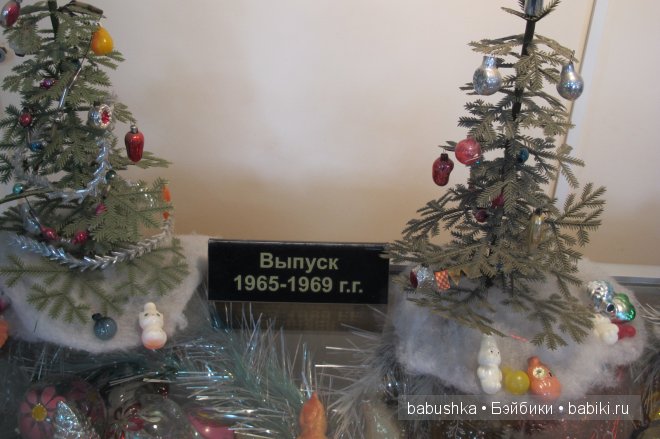 Выпуск
1965-1969 г.г.
babushka • Бэйбики • babiki.ru